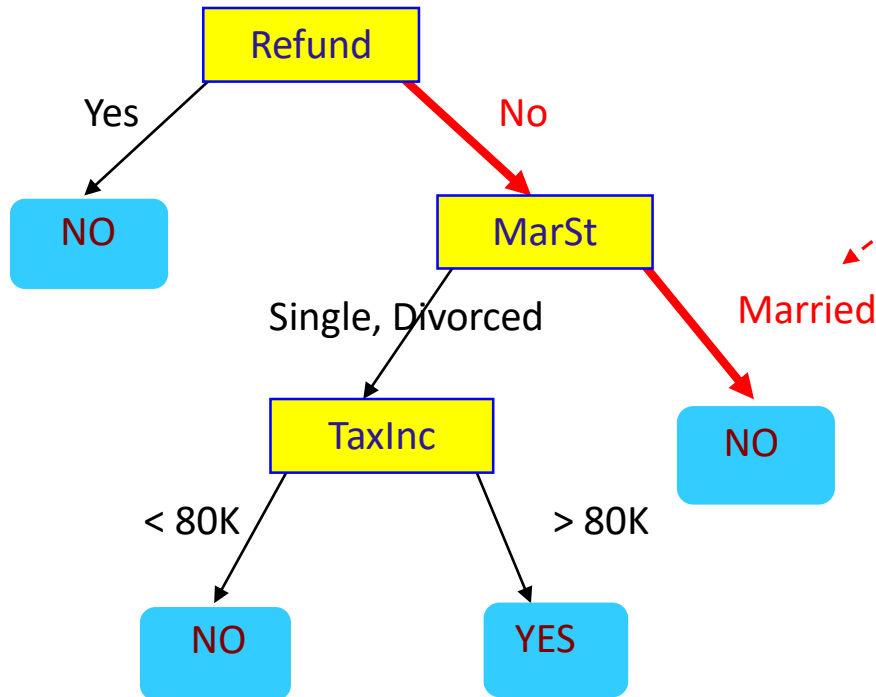 Refund
Yes
No
NO
MarSt
Single, Divorced
Married
TaxInc
NO
< 80K
> 80K
NO
YES